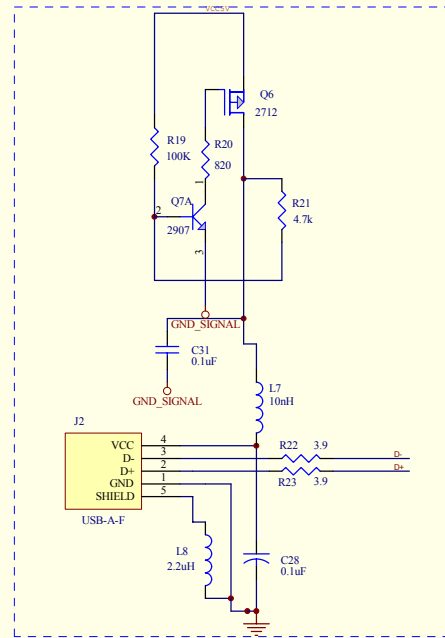 VCC5V
Q6
2712
R19
100K
R20
820
1
Q7A
2
2907
3
R21
4.7k
GND_SIGNAL
C31
0.1uF
GND_SIGNAL
L7
10nH
J2
VCC 4
D- 3
D+ 2
GND 1
SHIELD 5
USB-A-F
R22 3.9
D-
R23 3.9
D+
L8
2.2uH
C28
0.1uF